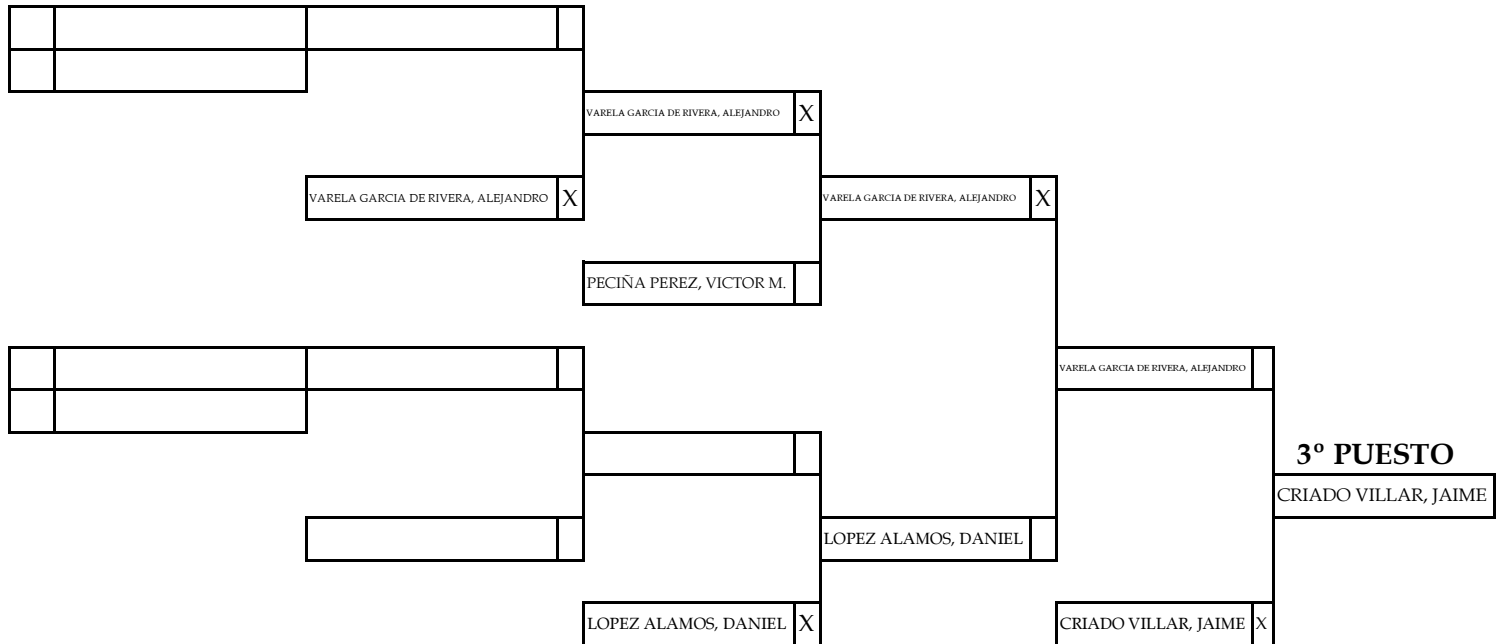 VARELA GARCIA DE RIVERA, ALEJANDRO X
VARELA GARCIA DE RIVERA, ALEJANDRO X
VARELA GARCIA DE RIVERA, ALEJANDRO X
PECIÑA PEREZ, VICTOR M.
VARELA GARCIA DE RIVERA, ALEJANDRO
3º PUESTO
CRIADO VILLAR, JAIME
LOPEZ ALAMOS, DANIEL
LOPEZ ALAMOS, DANIEL X
CRIADO VILLAR, JAIME X